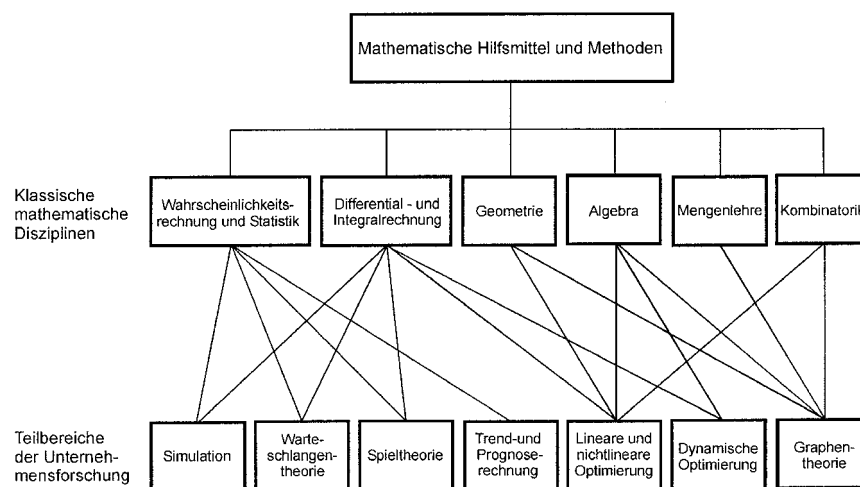 Mathematische Hilfsmittel und Methoden
Klassische
mathematische
Disziplinen
Wahrscheinlichkeits-
rechnung und Statistik
Differential - und
Integralrechnung
Geometrie
Algebra
Mengenlehre
Kombinatorik
Teilbereiche
der Unterneh-
mensforschung
Simulation
Warte-
schlangen-
theorie
Spieltheorie
Trend-und
Prognose-
rechnung
Lineare und
nichtlineare
Optimierung
Dynamische
Optimierung
Graphen-
theorie